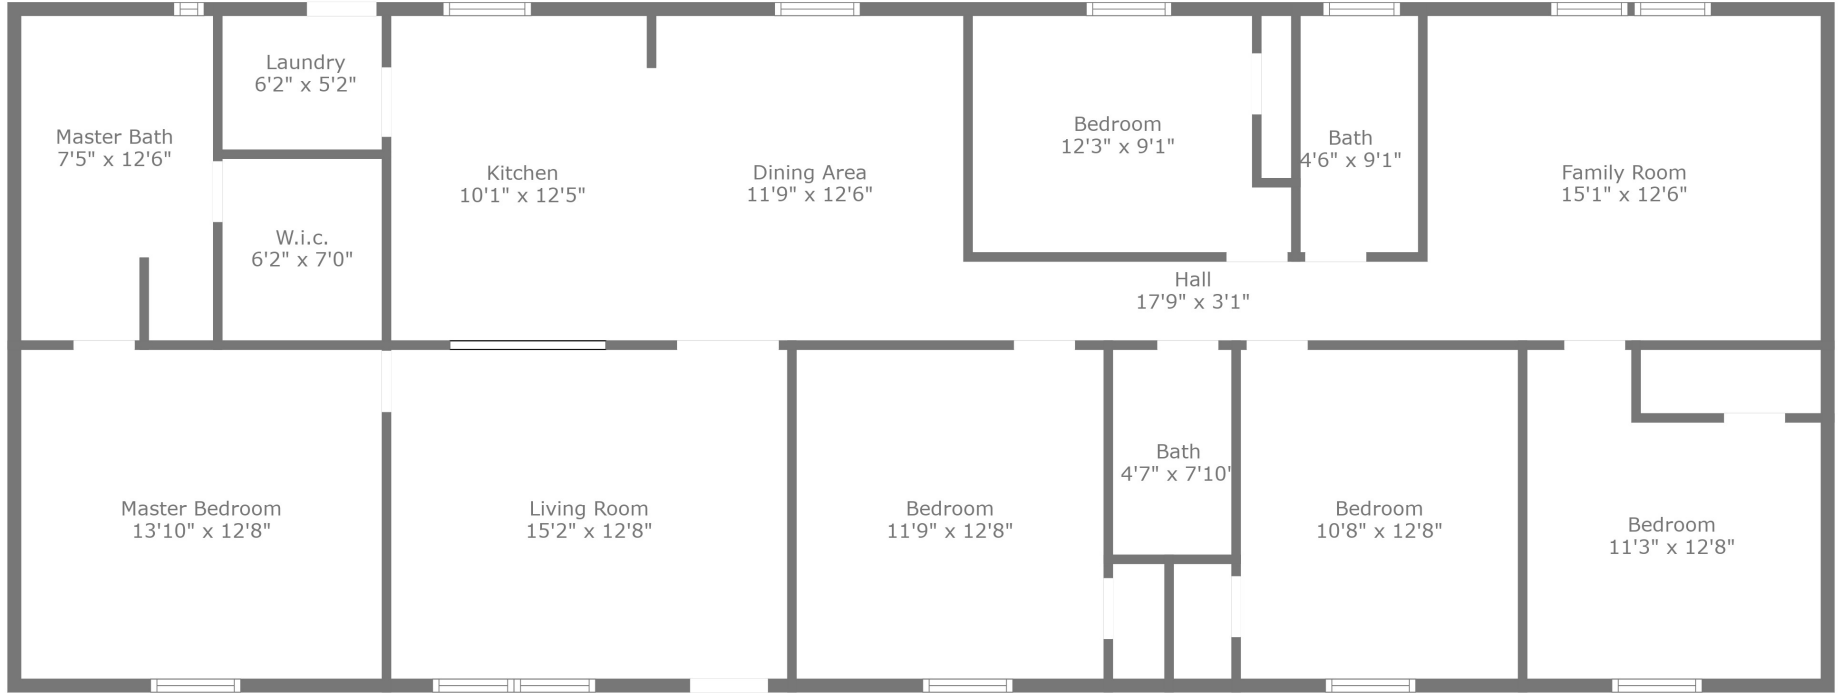 Laundry
6'2" x 5'2"
Master Bath
7'5" x 12'6"
Kitchen
10'1" x 12'5"
Dining Area
11'9" x 12'6"
Bedroom
12'3" x 9'1"
Bath
4'6" x 9'1"
Family Room
15'1" x 12'6"
W.i.c.
6'2" x 7'0"
Hall
17'9" x 3'1"
Master Bedroom
13'10" x 12'8"
Living Room
15'2" x 12'8"
Bedroom
11'9" x 12'8"
Bath
4'7" x 7'10'
Bedroom
10'8" x 12'8"
Bedroom
11'3" x 12'8"